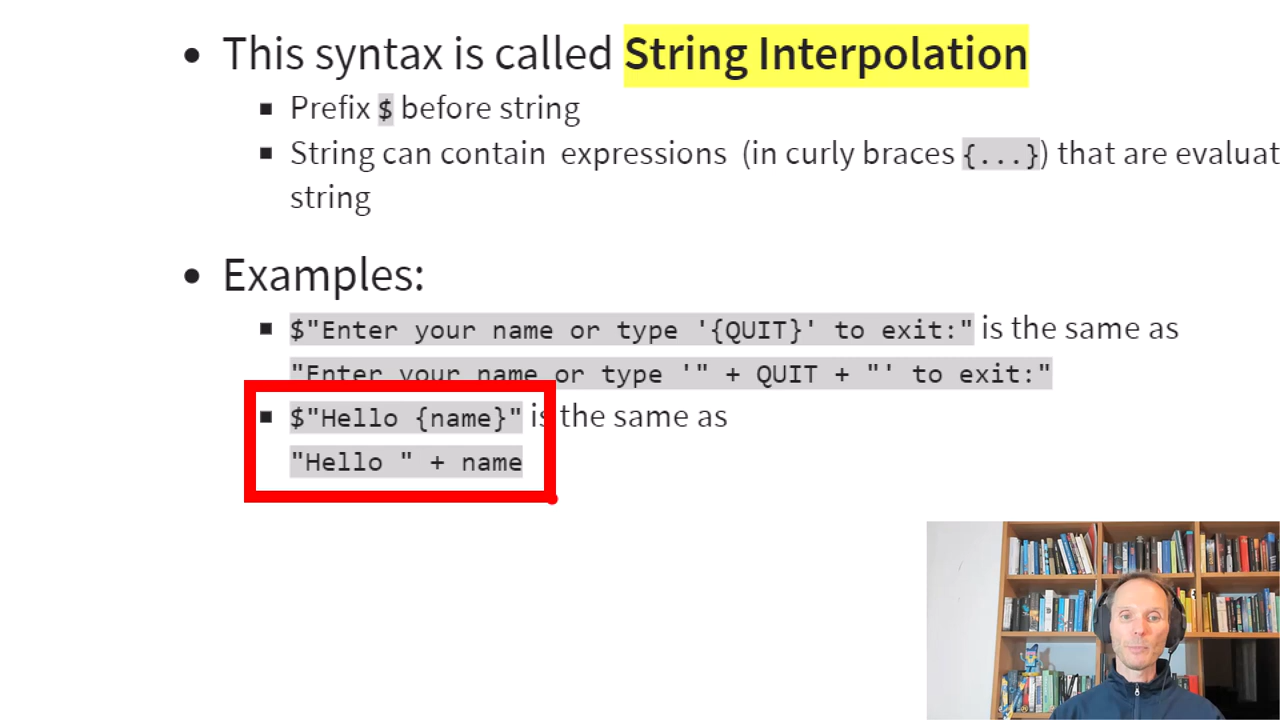 This syntax is called String Interpolation
Prefix $ before string
String can contain expressions (in curly braces {...}) that are evaluat
string
Examples:
$"Enter your name or type '{QUIT}' to exit:" is the same as
"Enter your name or type '" + QUIT + "' to exit:"
$"Hello {name}" is the same as
"Hello " + name